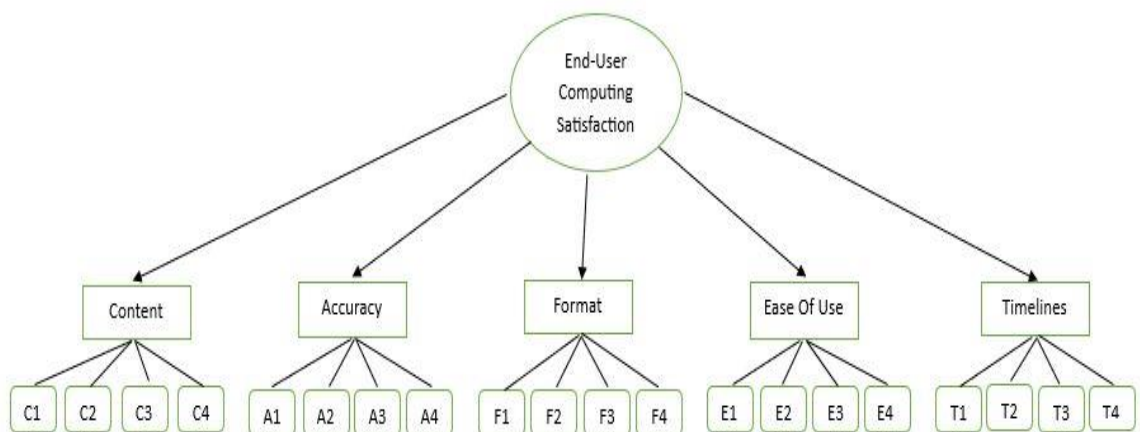 End-User
Computing
Satisfaction
Content
Accuracy
Format
Ease Of Use
Timelines
C1 C2 C3 C4
A1 A2 A3 A4
F1 F2 F3 F4
E1 E2 E3 E4
T1 T2 T3 T4